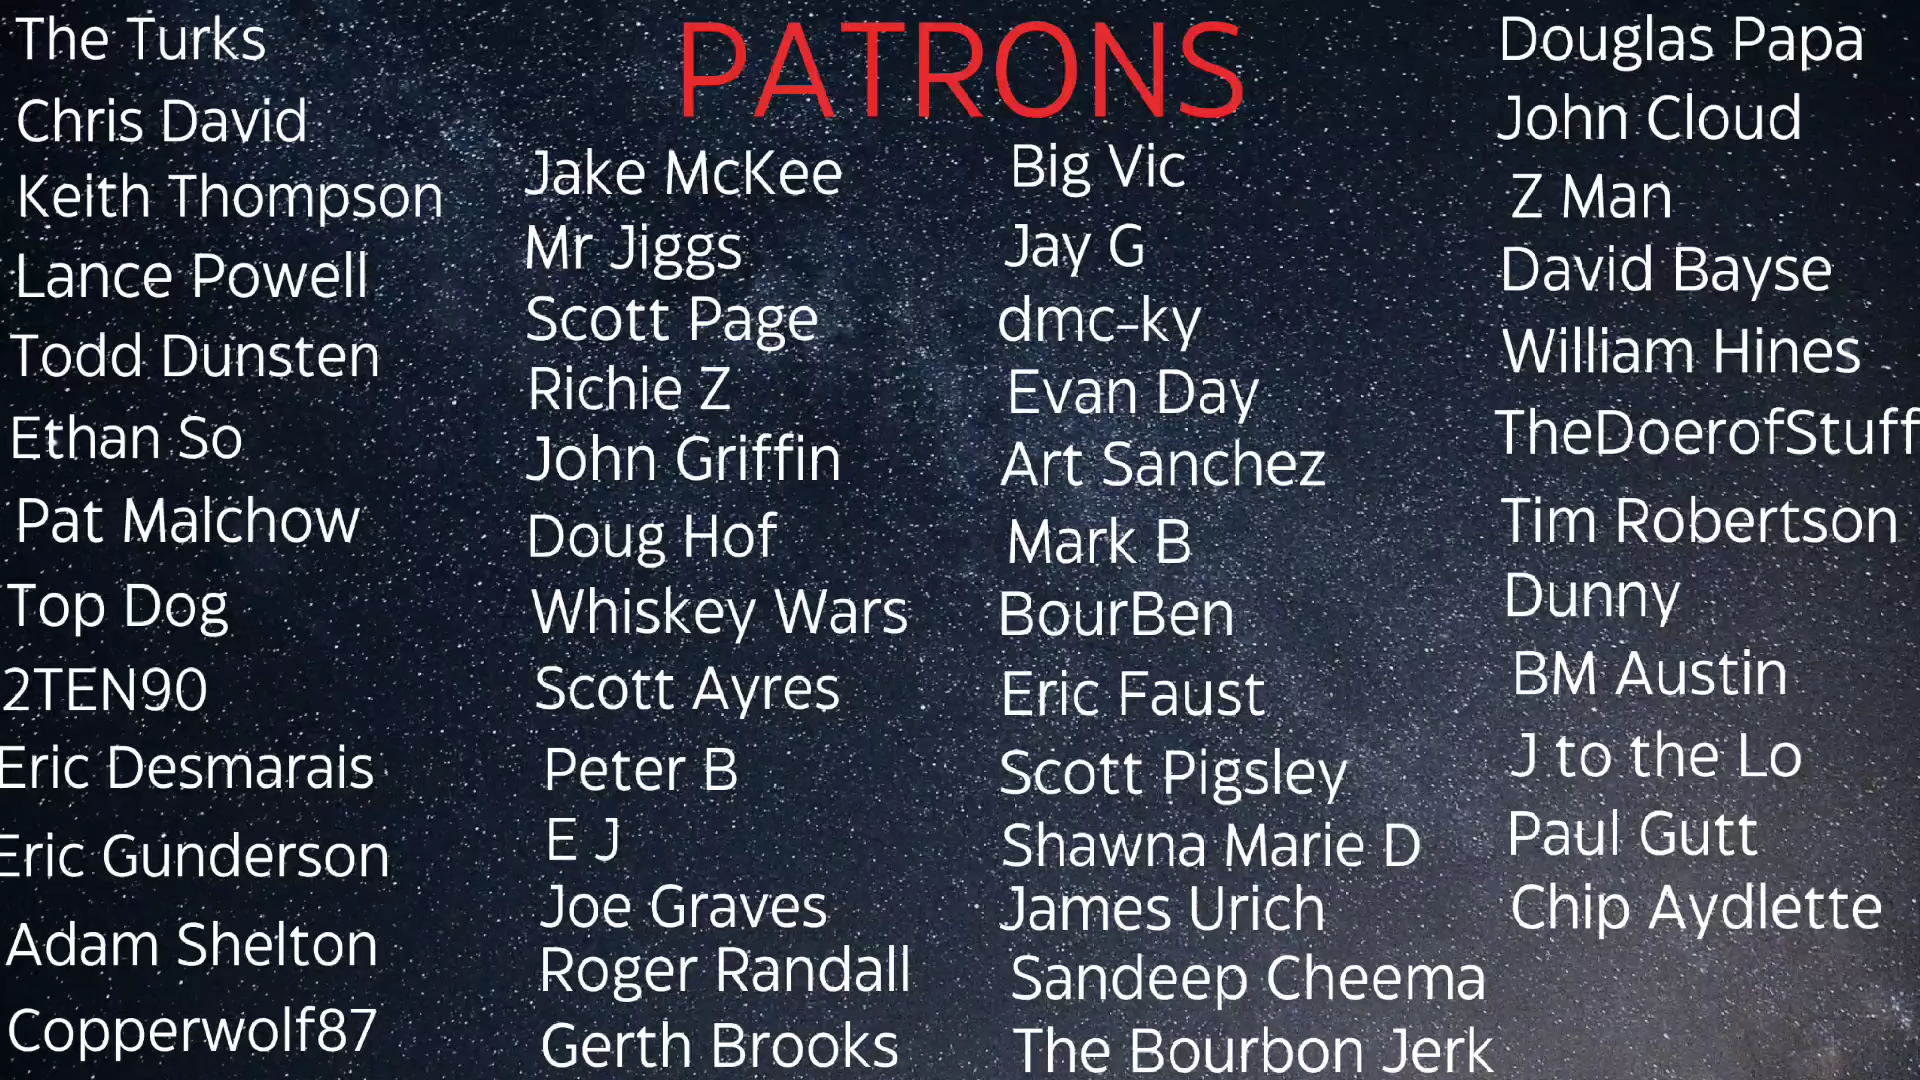 PATRONS
The Turks
Chris David
Keith Thompson
Lance Powell
Todd Dunsten
Ethan So
Pat Malchow
Top Dog
2TEN90
Eric Desmarais
Eric Gunderson
Adam Shelton
Copperwolf87
Jake McKee
Mr Jiggs
Scott Page
Richie Z
John Griffin
Doug Hof
Whiskey Wars
Scott Ayres
Peter B
E J
Joe Graves
Roger Randall
Gerth Brooks
Big Vic
Jay G
dmc-ky
Evan Day
Art Sanchez
Mark B
BourBen
Eric Faust
Scott Pigsley
Shawna Marie D
James Urich
Sandeep Cheema
The Bourbon Jerk
Douglas Papa
John Cloud
Z Man
David Bayse
William Hines
TheDoerofStuff
Tim Robertson
Dunny
BM Austin
J to the Lo
Paul Gutt
Chip Aydlette